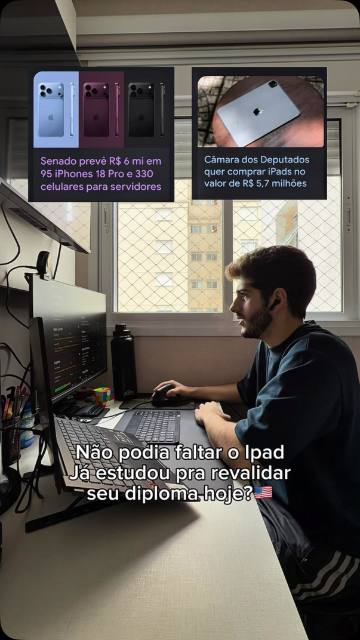 Senado prevê R$ 6 mi em
95 iPhones 18 Pro e 330
celulares para servidores
Câmara dos Deputados
quer comprar iPads no
valor de R$ 5,7 milhões
Não podia faltar o Ipad
Já estudou pra revalidar
seu diploma hoje?🇺🇸